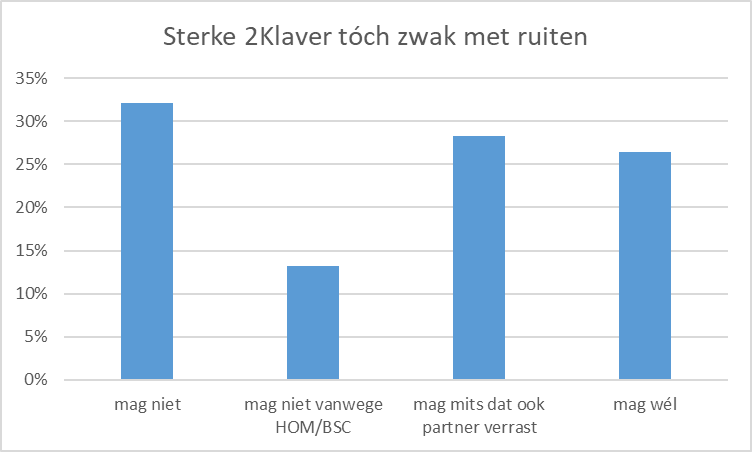 Sterke 2Klaver tóch zwak met ruiten
35%
30%
25%
20%
15%
10%
5%
0%
mag niet
mag niet vanwege
HOM/BSC
mag mits dat ook
partner verrast
mag wél